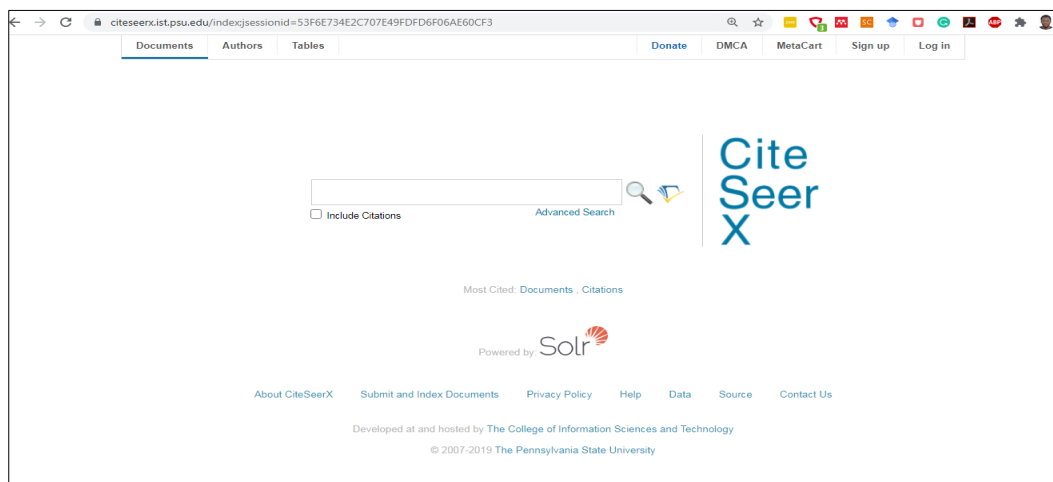 citeseerx.ist.psu.edu/index;jsessionid=53F6E734E2C707E49FDFD6F06AE60CF3
Documents Authors Tables Donate DMCA MetaCart Sign up Log in
Cite
Seer
X
Include Citations Advanced Search
Most Cited: Documents , Citations
Powered by: Solr
About CiteSeerX Submit and Index Documents Privacy Policy Help Data Source Contact Us
Developed at and hosted by The College of Information Sciences and Technology
© 2007-2019 The Pennsylvania State University